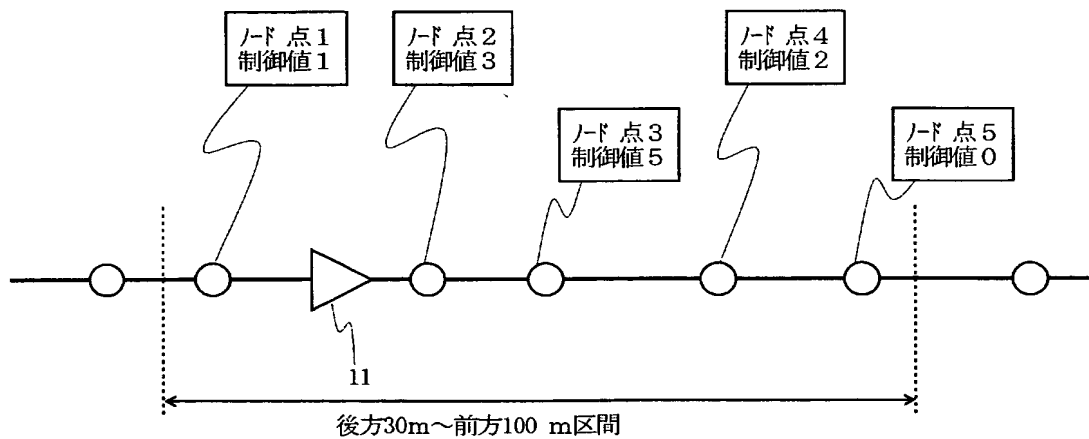 ノード 点1
制御値1
ノード 点2
制御値3
ノード 点4
制御値2
ノード 点3
制御値5
ノード 点5
制御値0
11
後方30m～前方100 m区間